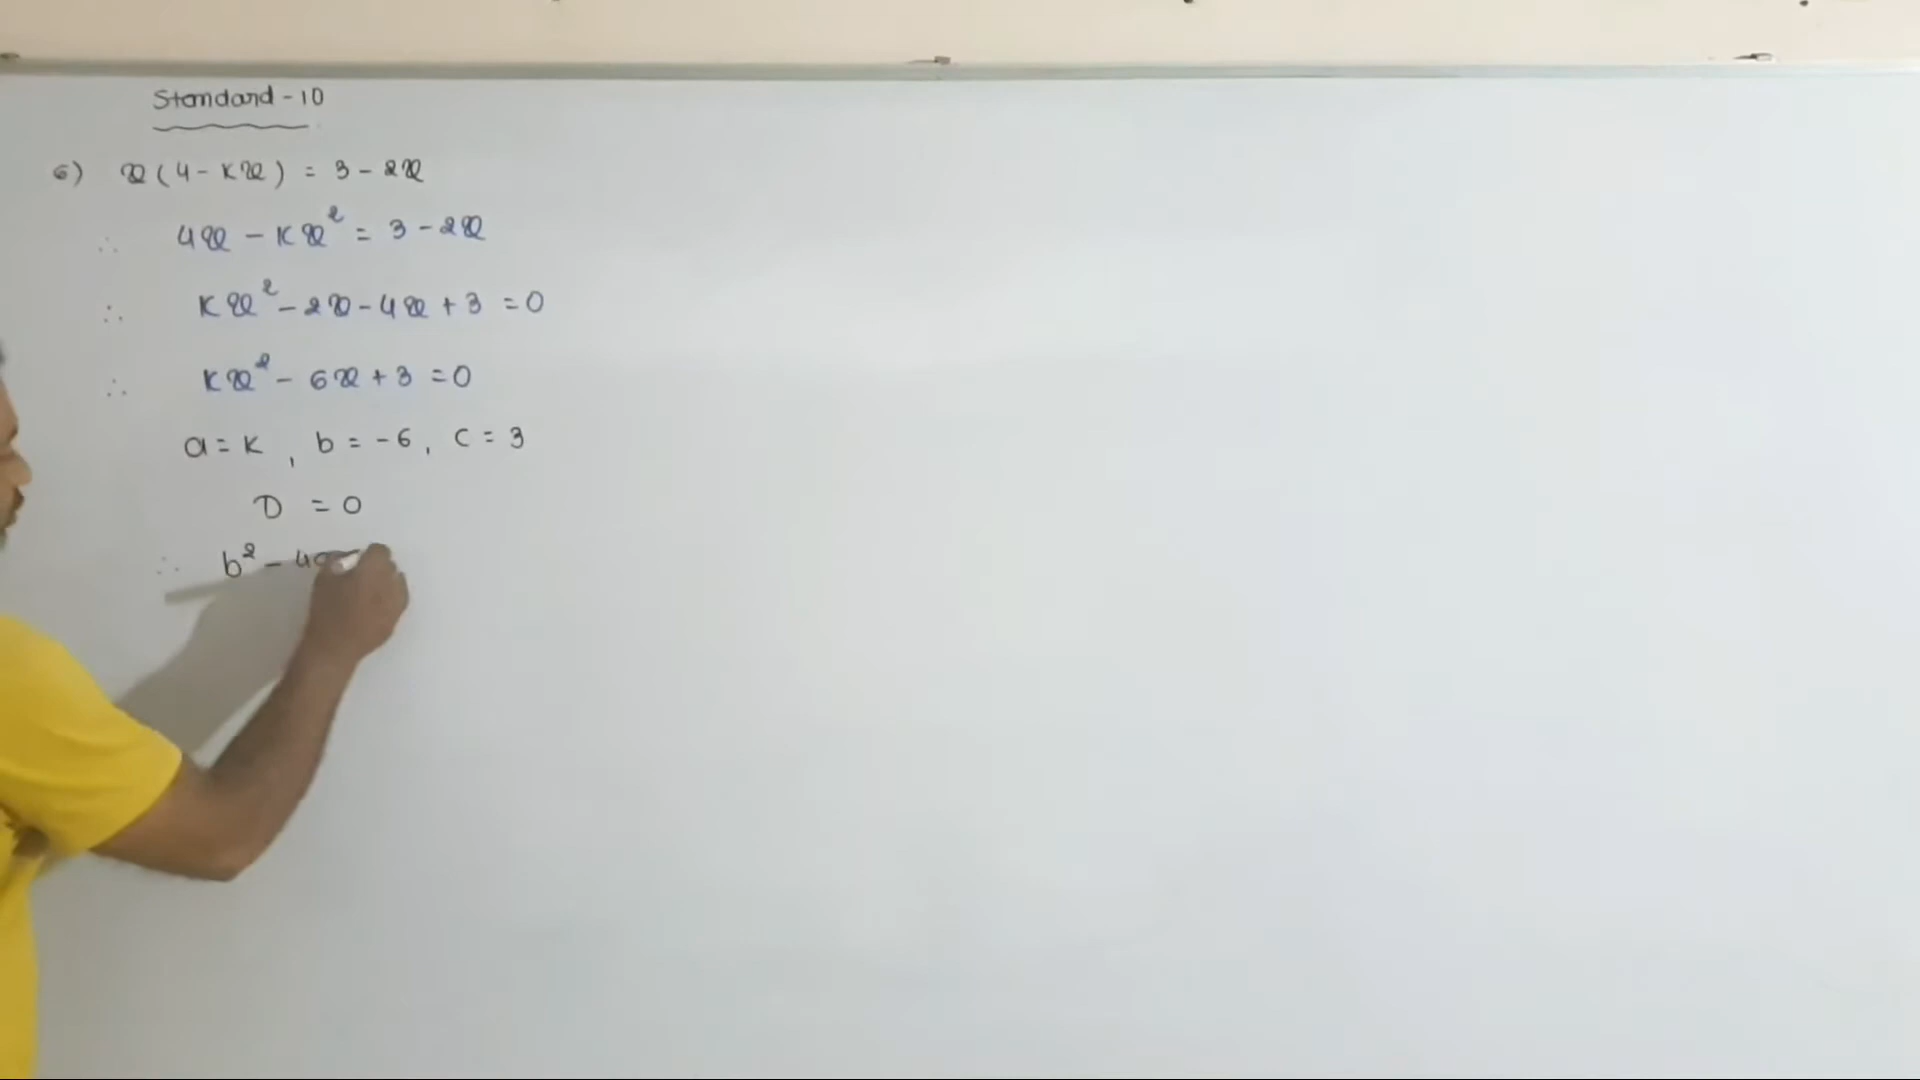 Standard - 10
6) x(4 - Kx) = 3 - 2x
∴ 4x - Kx² = 3 - 2x
∴ Kx² - 2x - 4x + 3 = 0
∴ Kx² - 6x + 3 = 0
a = K, b = -6, c = 3
D = 0
∴ b² - 4a